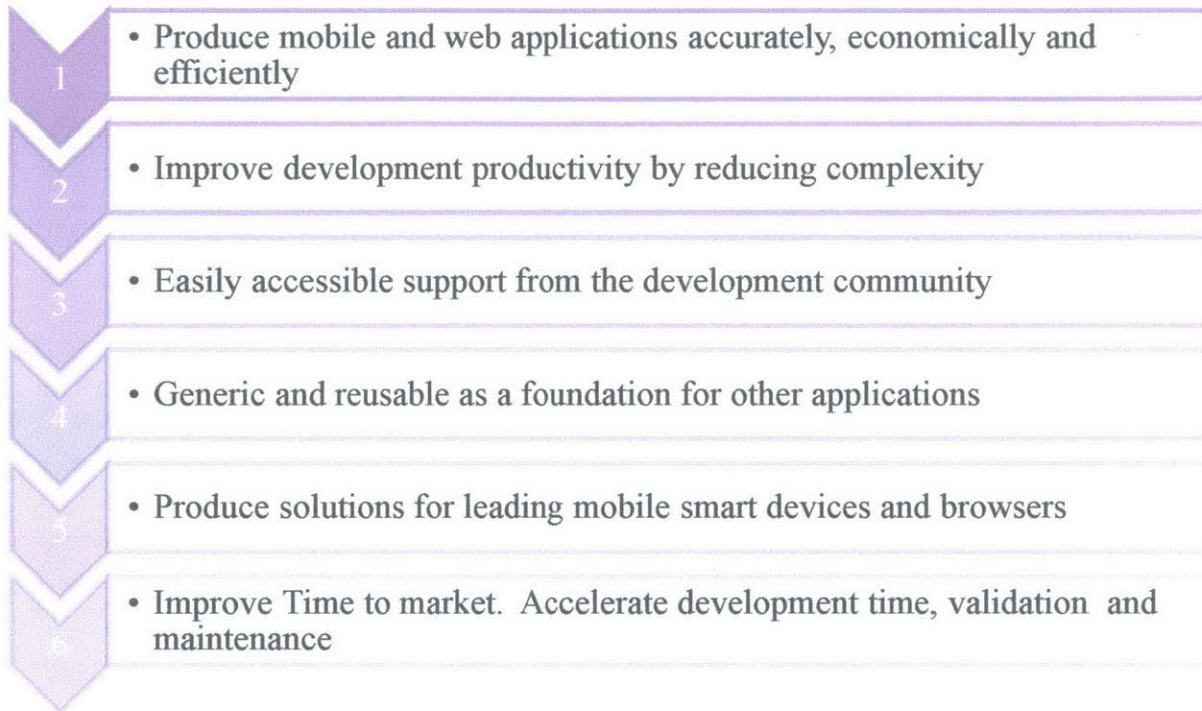 1
• Produce mobile and web applications accurately, economically and
efficiently
2
• Improve development productivity by reducing complexity
3
• Easily accessible support from the development community
4
• Generic and reusable as a foundation for other applications
5
• Produce solutions for leading mobile smart devices and browsers
6
• Improve Time to market.  Accelerate development time, validation  and
maintenance